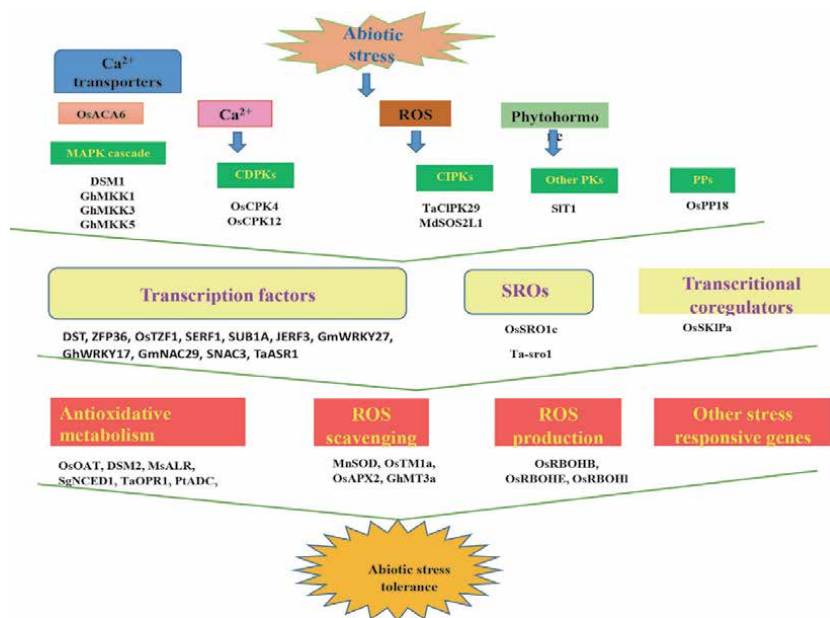 Abiotic
stress
Ca²⁺
transporters
OsACA6
Ca²⁺
ROS
Phytohormo
ne
MAPK cascade
CDPKs
CIPKs
Other PKs
PPs
DSM1
GhMKK1
GhMKK3
GhMKK5
OsCPK4
OsCPK12
TaCIPK29
MdSOS2L1
SIT1
OsPP18
Transcription factors
SROs
Transcritional
coregulators
DST, ZFP36, OsTZF1, SERF1, SUB1A, JERF3, GmWRKY27,
GhWRKY17, GmNAC29, SNAC3, TaASR1
OsSRO1c
Ta-sro1
OsSKIPa
Antioxidative
metabolism
ROS
scavenging
ROS
production
Other stress
responsive genes
OsOAT, DSM2, MsALR,
SgNCED1, TaOPR1, PtADC,
MnSOD, OsTM1a,
OsAPX2, GhMT3a
OsRBOHB,
OsRBOHE, OsRBOHI
Abiotic stress
tolerance